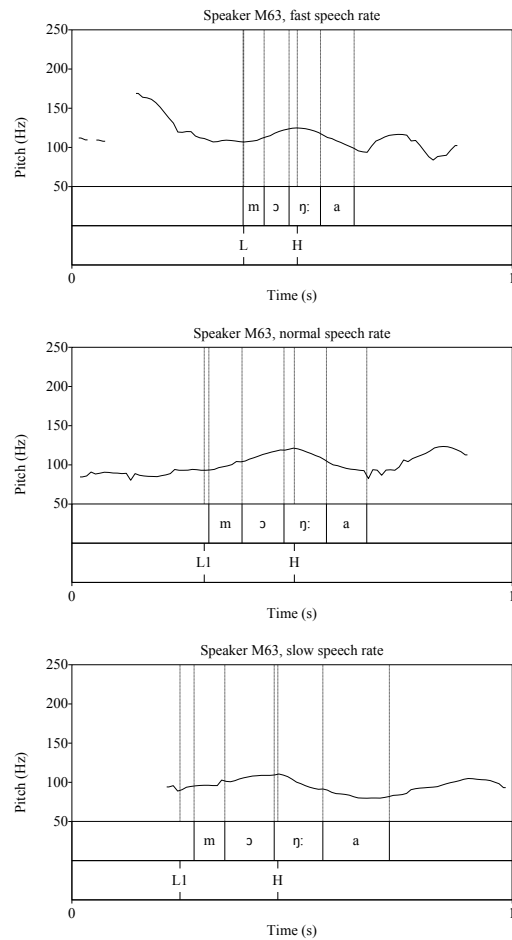 Speaker M63, fast speech rate
250
200
150
100
50
Pitch (Hz)
m ɔ ŋː a
L H
0 1
Time (s)
Speaker M63, normal speech rate
250
200
150
100
50
Pitch (Hz)
m ɔ ŋː a
L1 H
0 1
Time (s)
Speaker M63, slow speech rate
250
200
150
100
50
Pitch (Hz)
m ɔ ŋː a
L1 H
0 1
Time (s)